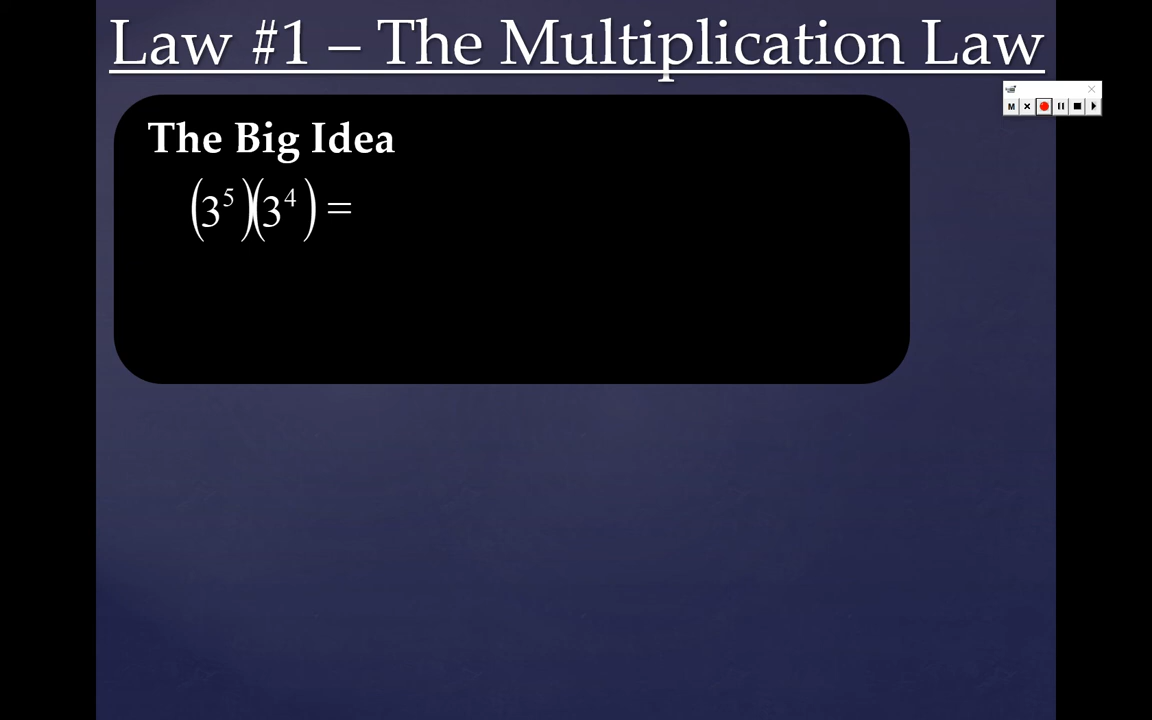 Law #1 – The Multiplication Law
M
The Big Idea
(3⁵)(3⁴) =